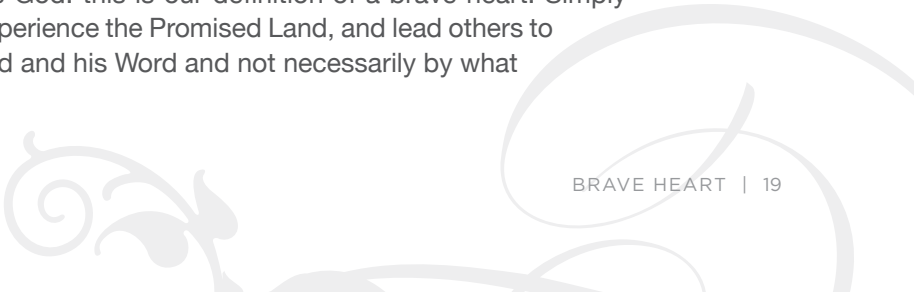 God: this is our definition of a brave heart. Simply
perience the Promised Land, and lead others to
d and his Word and not necessarily by what
BRAVE HEART | 19